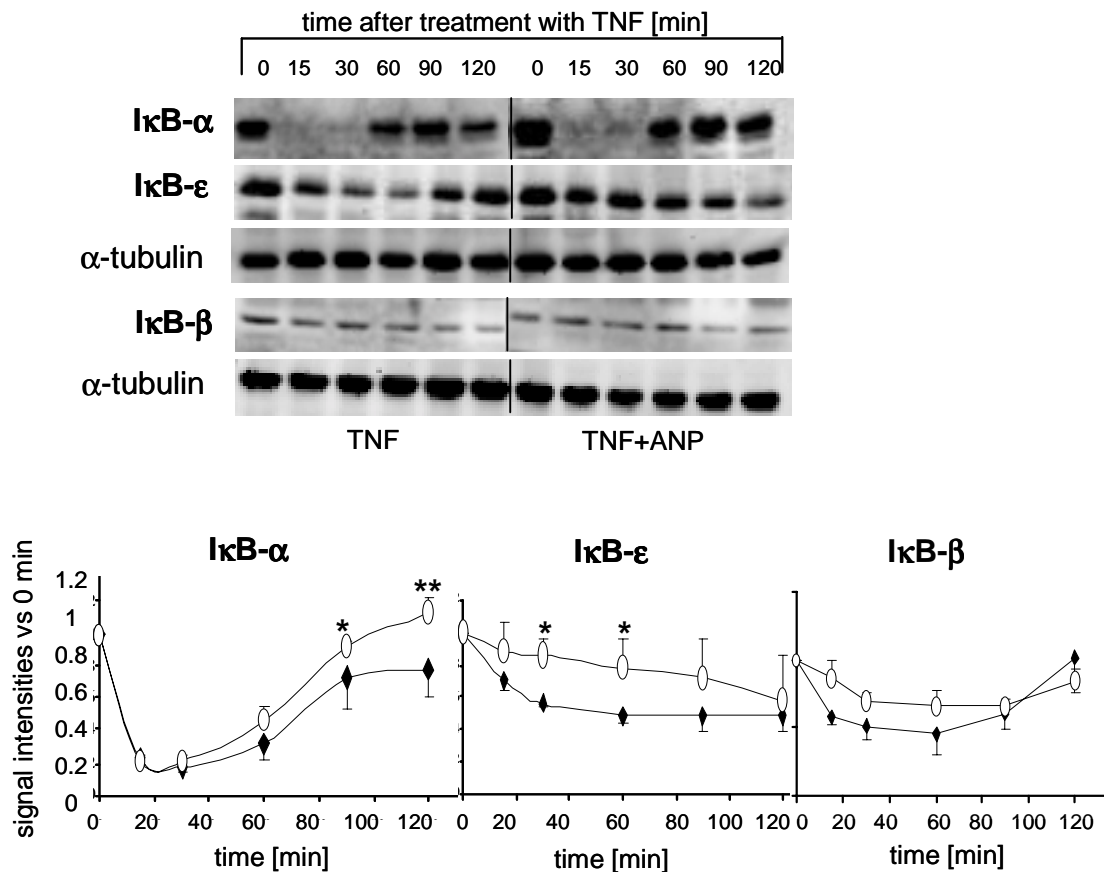 time after treatment with TNF [min]
0 15 30 60 90 120 0 15 30 60 90 120
IκB-α
IκB-ε
α-tubulin
IκB-β
α-tubulin
TNF TNF+ANP
IκB-α IκB-ε IκB-β
signal intensities vs 0 min
1.2
1
0.8
0.6
0.4
0.2
0
* **
* *
0 20 40 60 80 100 120 0 20 40 60 80 100 120 0 20 40 60 80 100 120
time [min] time [min] time [min]